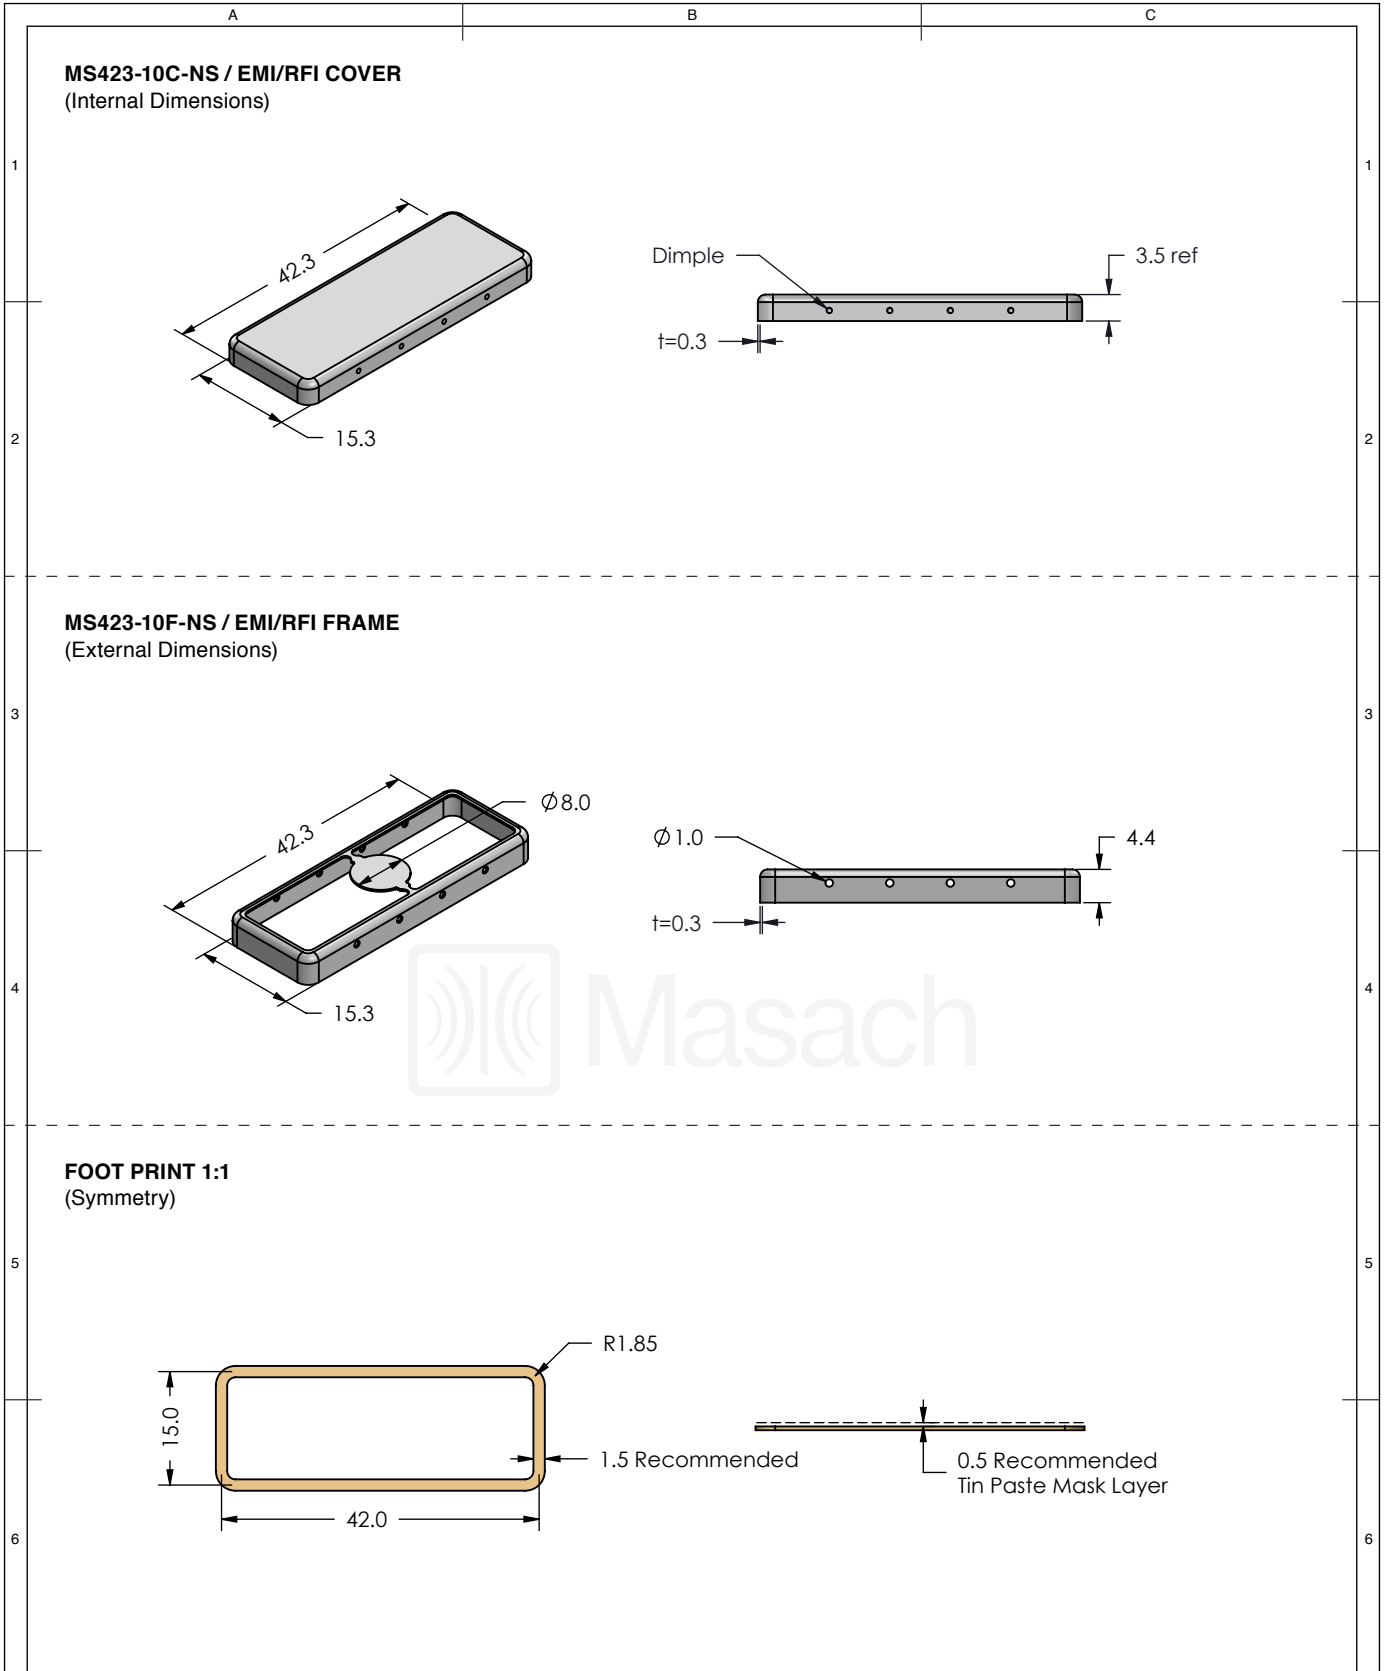 A B C
MS423-10C-NS / EMI/RFI COVER
(Internal Dimensions)
1 1
42.3
Dimple
3.5 ref
t=0.3
15.3
2 2
MS423-10F-NS / EMI/RFI FRAME
(External Dimensions)
3 3
42.3
Ø8.0
Ø1.0
4.4
t=0.3
15.3
4 4
Masach
FOOT PRINT 1:1
(Symmetry)
5 5
R1.85
15.0
1.5 Recommended
0.5 Recommended
Tin Paste Mask Layer
42.0
6 6